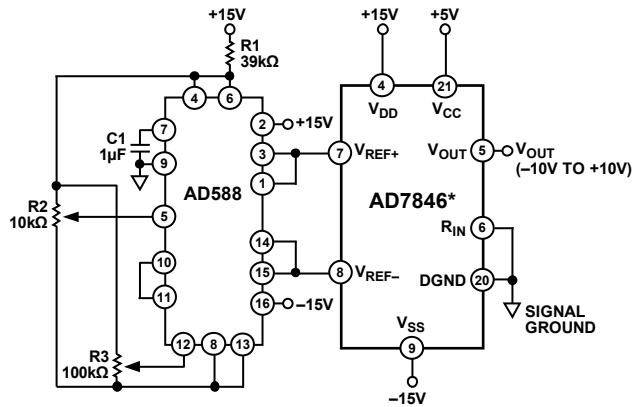 +15V
R1
39kΩ
+15V
+5V
4
6
4
21
VDD
VCC
C1
1µF
7
9
2
+15V
3
1
AD588
7
VREF+
VOUT
5
VOUT
(–10V TO +10V)
AD7846*
R2
10kΩ
5
10
11
14
15
16
–15V
8
VREF–
RIN
6
DGND
20
SIGNAL
GROUND
R3
100kΩ
12
8
13
VSS
9
–15V